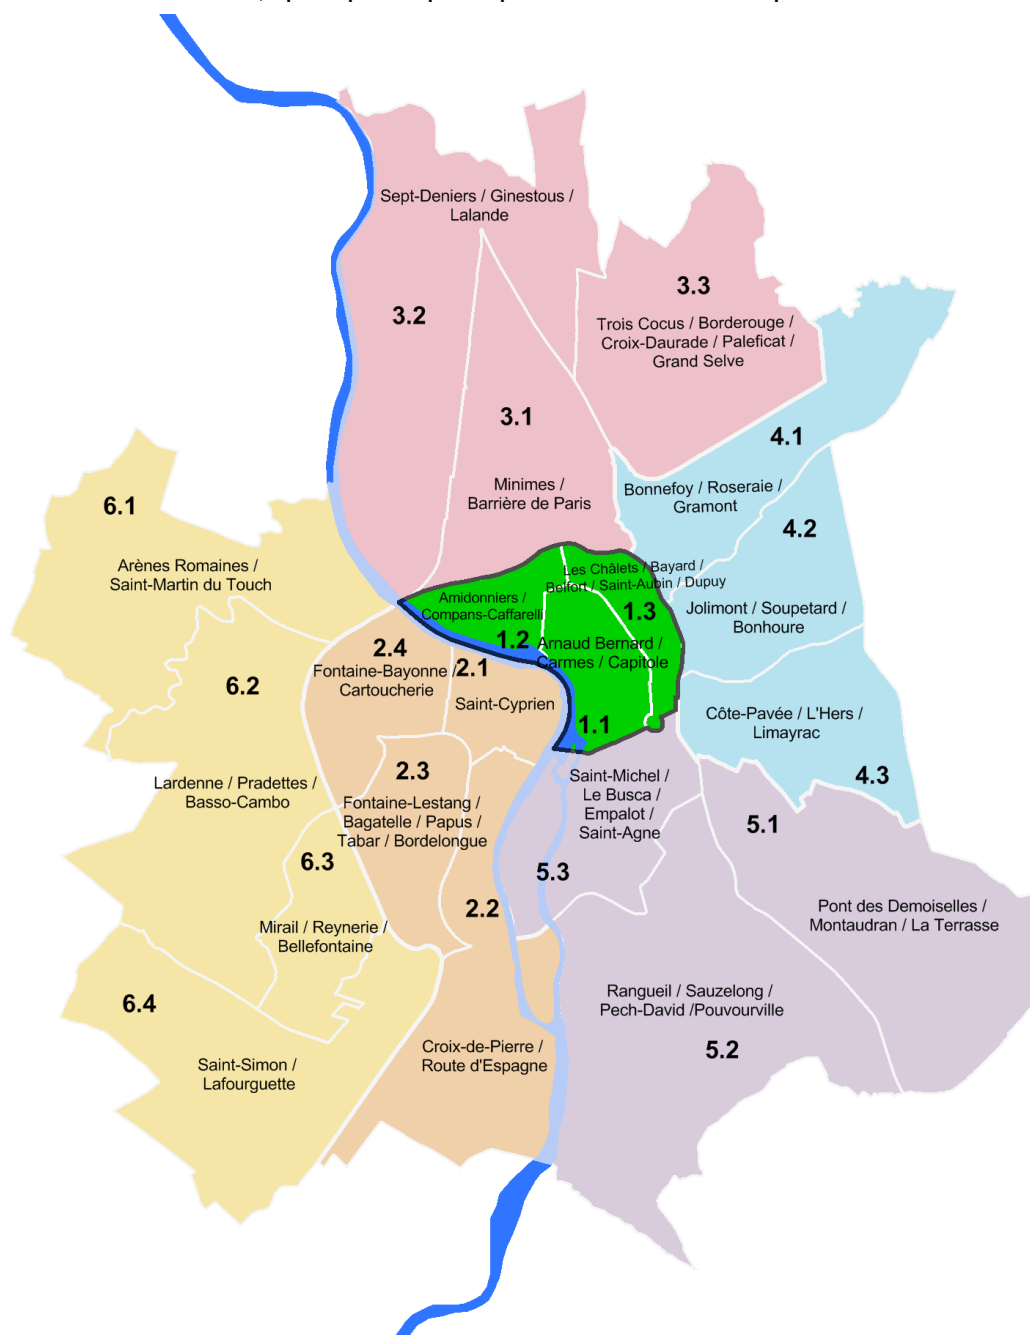 Sept-Deniers / Ginestous /
Lalande
3.2
3.3
Trois Cocus / Borderouge /
Croix-Daurade / Paleficat /
Grand Selve
3.1
Minimes /
Barrière de Paris
4.1
Bonnefoy / Roseraie /
Gramont
4.2
Jolimont / Soupetard /
Bonhoure
6.1
Arènes Romaines /
Saint-Martin du Touch
Les Châlets / Bayard /
Belfort / Saint-Aubin / Dupuy
1.3
Amidonniers /
Compans-Caffarelli
1.2
Arnaud Bernard /
Carmes / Capitole
1.1
2.4
Fontaine-Bayonne /
Cartoucherie
2.1
Saint-Cyprien
6.2
Lardenne / Pradettes /
Basso-Cambo
Côte-Pavée / L'Hers /
Limayrac
4.3
2.3
Fontaine-Lestang /
Bagatelle / Papus /
Tabar / Bordelongue
Saint-Michel /
Le Busca /
Empalot /
Saint-Agne
5.3
5.1
Pont des Demoiselles /
Montaudran / La Terrasse
6.3
Mirail / Reynerie /
Bellefontaine
2.2
Croix-de-Pierre /
Route d'Espagne
Rangueil / Sauzelong /
Pech-David /Pouvourville
5.2
6.4
Saint-Simon /
Lafourguette